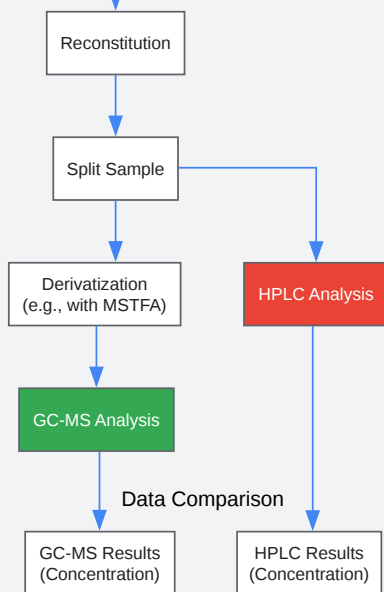 Reconstitution
Split Sample
Derivatization
(e.g., with MSTFA)
HPLC Analysis
GC-MS Analysis
Data Comparison
GC-MS Results
(Concentration)
HPLC Results
(Concentration)